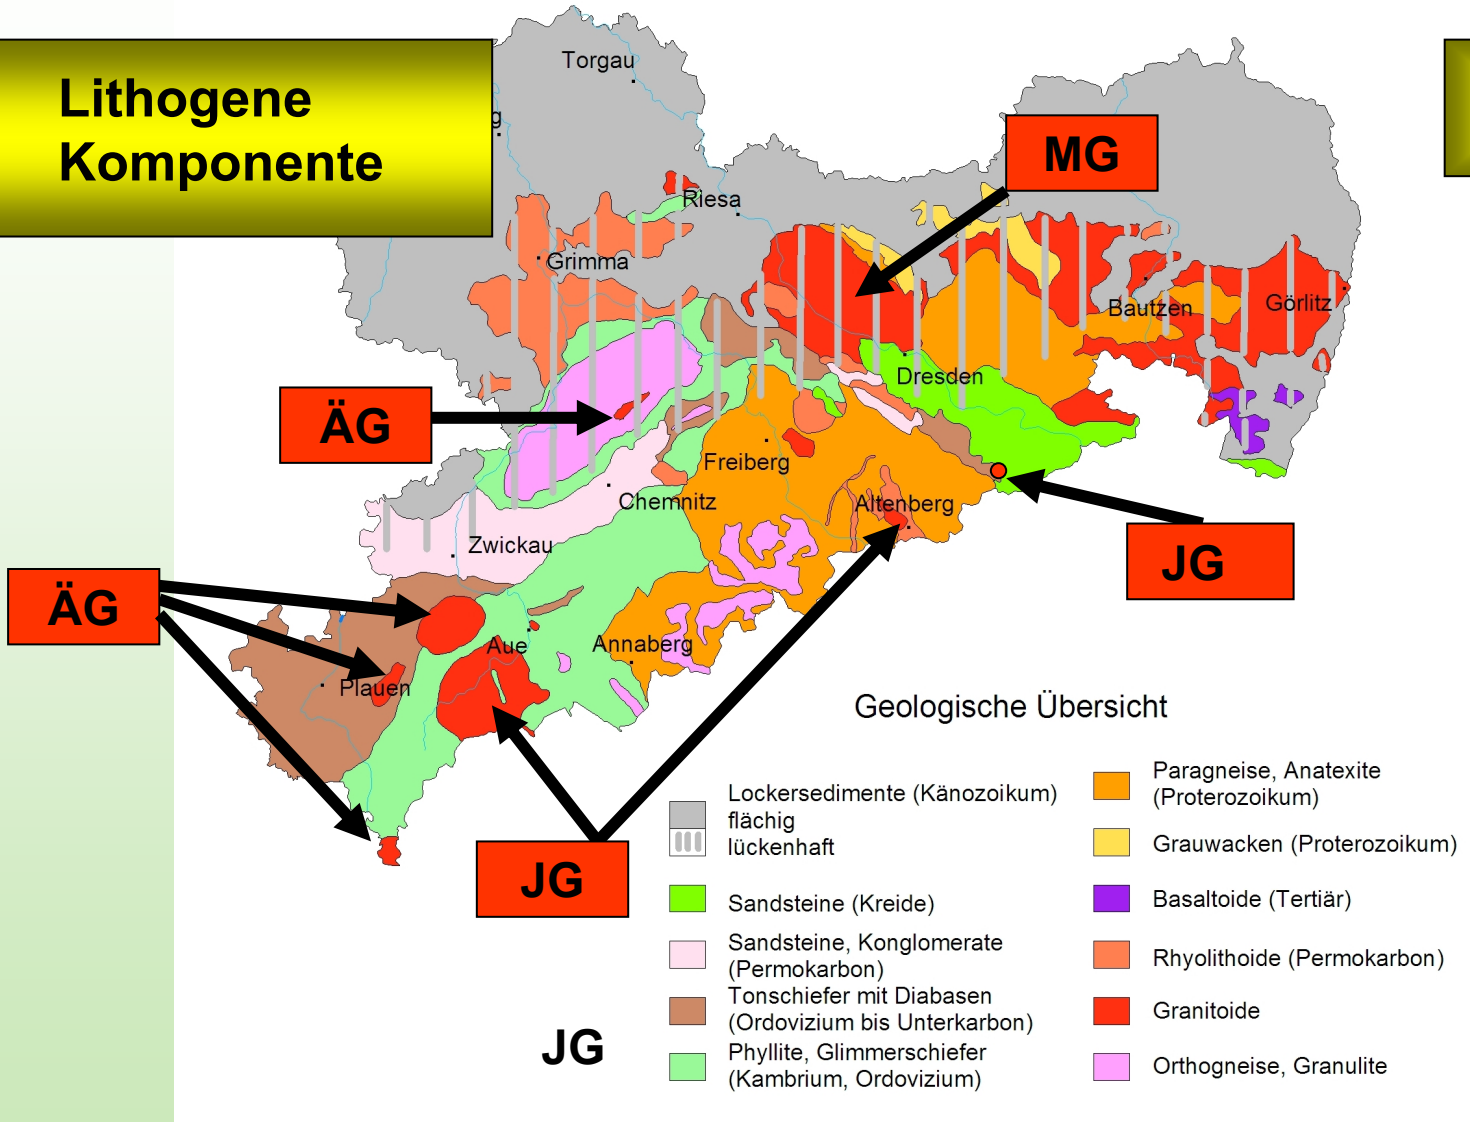 Lithogene
Komponente
Torgau
g
MG
Riesa
Grimma
Bautzen
Görlitz
Dresden
ÄG
Freiberg
Chemnitz
Altenberg
JG
Zwickau
ÄG
Aue
Annaberg
Plauen
JG
JG
Geologische Übersicht
Lockersedimente (Känozoikum)
flächig
lückenhaft
Sandsteine (Kreide)
Sandsteine, Konglomerate
(Permokarbon)
Tonschiefer mit Diabasen
(Ordovizium bis Unterkarbon)
Phyllite, Glimmerschiefer
(Kambrium, Ordovizium)
Paragneise, Anatexite
(Proterozoikum)
Grauwacken (Proterozoikum)
Basaltoide (Tertiär)
Rhyolithoide (Permokarbon)
Granitoide
Orthogneise, Granulite